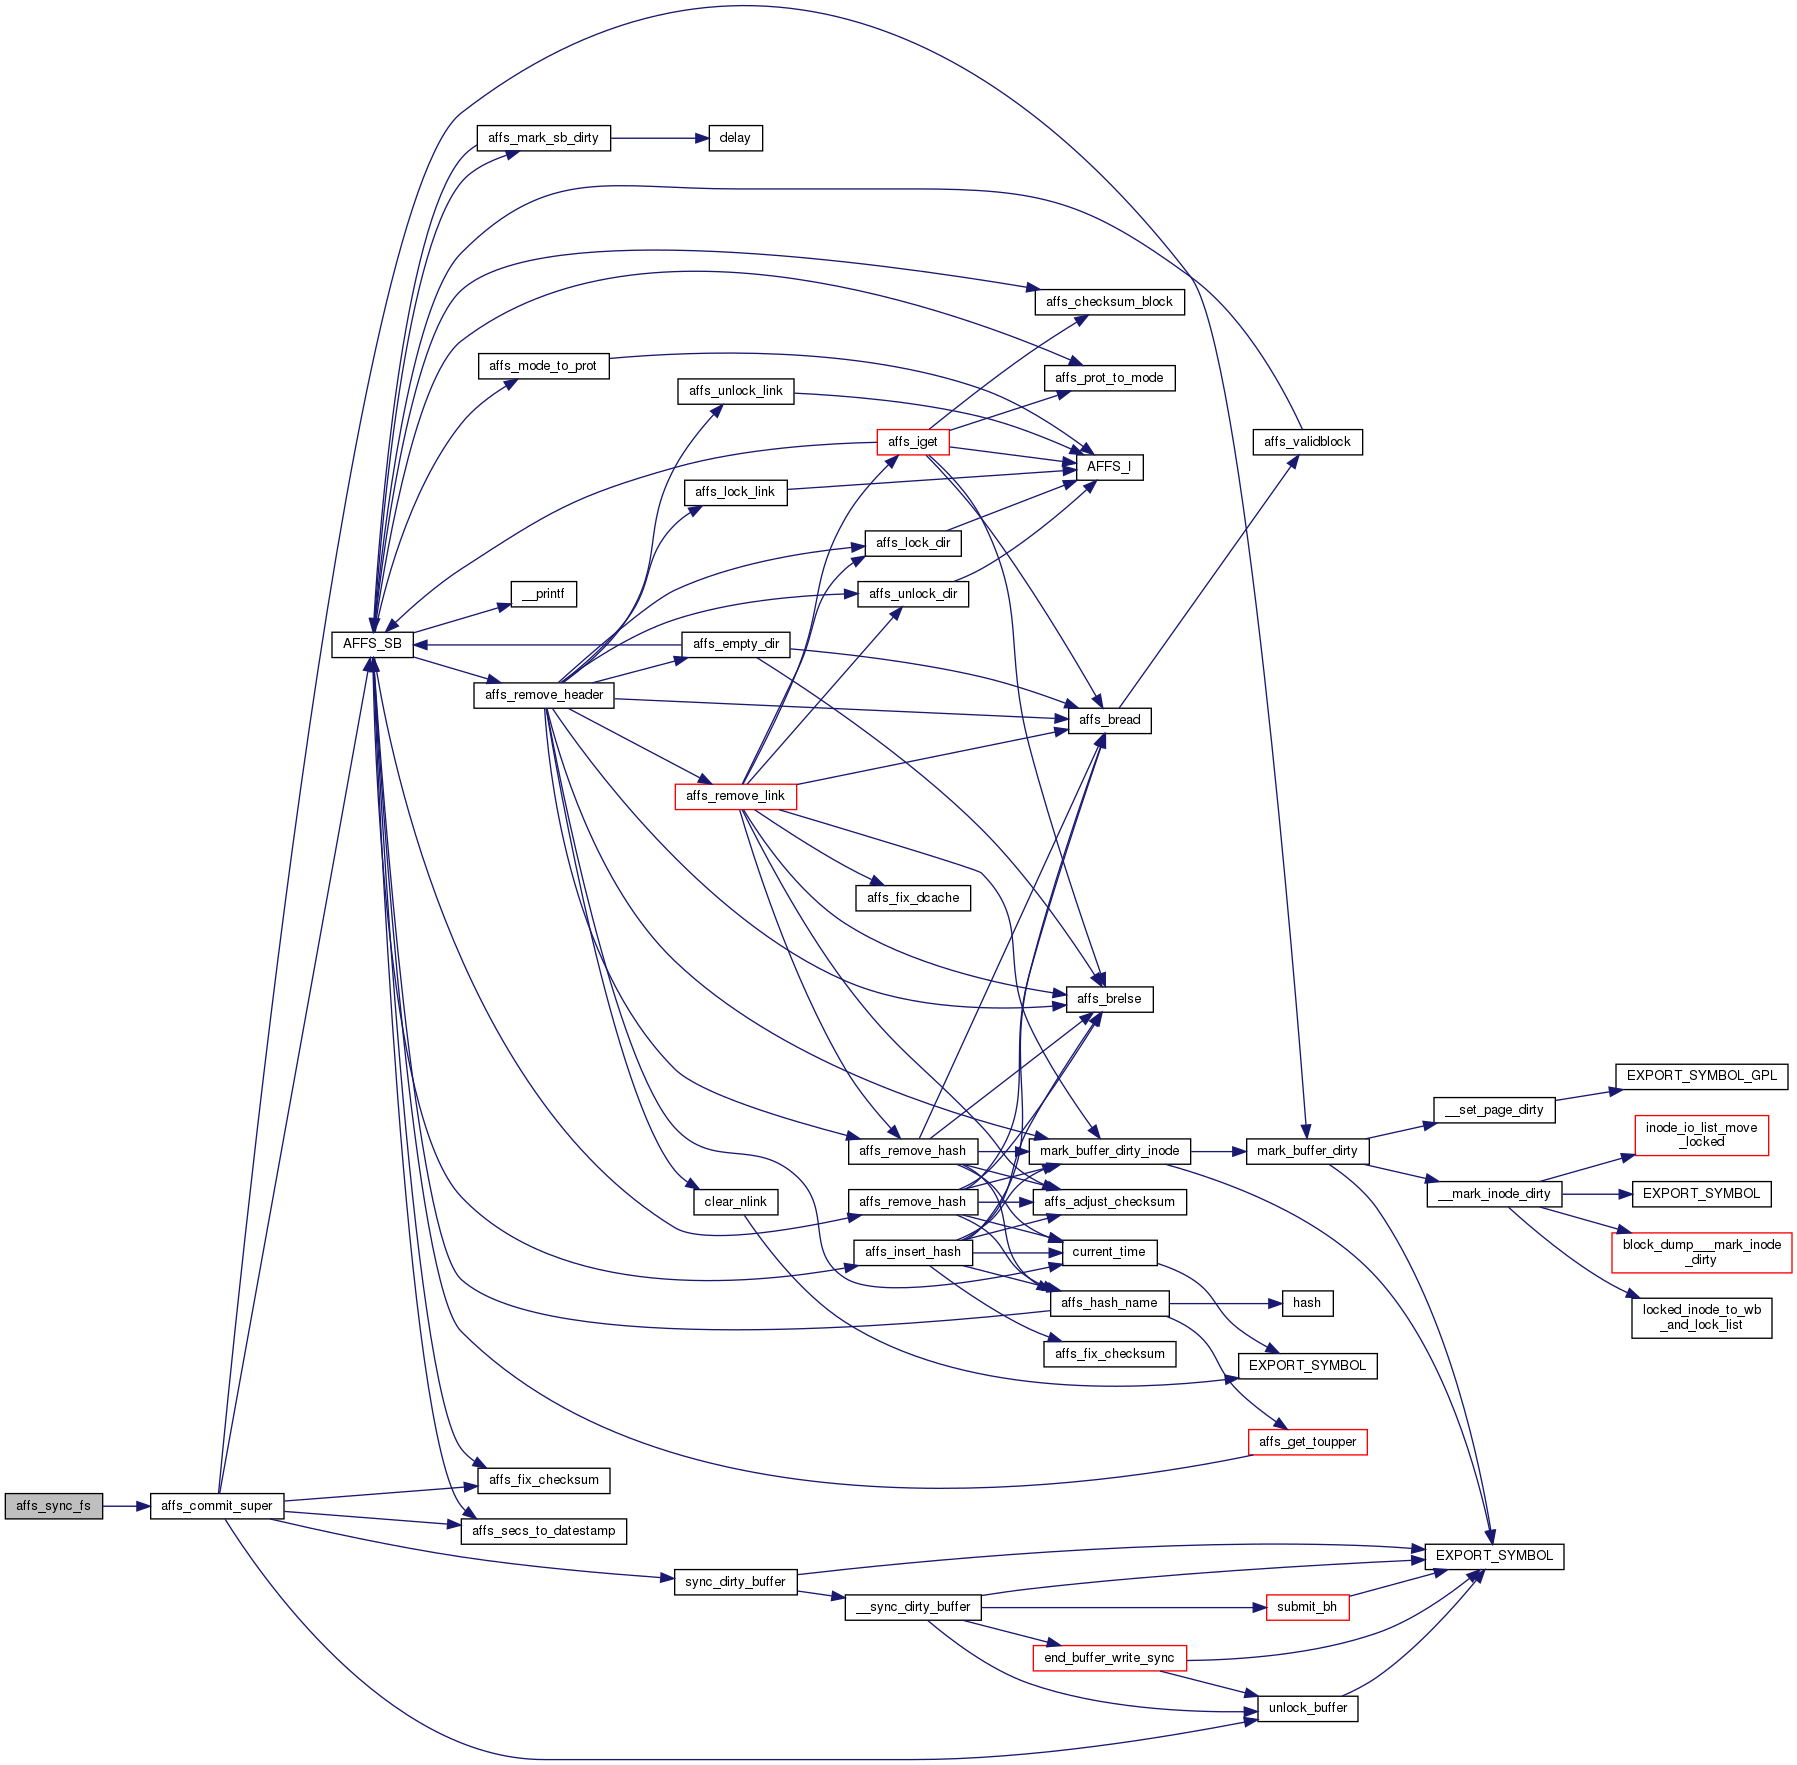 affs_mark_sb_dirty
delay
affs_checksum_block
affs_mode_to_prot
affs_prot_to_mode
affs_unlock_link
affs_iget
affs_validblock
AFFS_I
affs_lock_link
affs_lock_dir
__printf
affs_unlock_dir
AFFS_SB
affs_empty_dir
affs_remove_header
affs_bread
affs_remove_link
affs_fix_dcache
affs_brelse
EXPORT_SYMBOL_GPL
__set_page_dirty
inode_io_list_move
_locked
affs_remove_hash
mark_buffer_dirty_inode
mark_buffer_dirty
__mark_inode_dirty
EXPORT_SYMBOL
clear_nlink
affs_remove_hash
affs_adjust_checksum
block_dump___mark_inode
_dirty
affs_insert_hash
current_time
affs_hash_name
hash
locked_inode_to_wb
_and_lock_list
affs_fix_checksum
EXPORT_SYMBOL
affs_get_toupper
affs_fix_checksum
affs_sync_fs
affs_commit_super
affs_secs_to_datestamp
EXPORT_SYMBOL
sync_dirty_buffer
__sync_dirty_buffer
submit_bh
end_buffer_write_sync
unlock_buffer